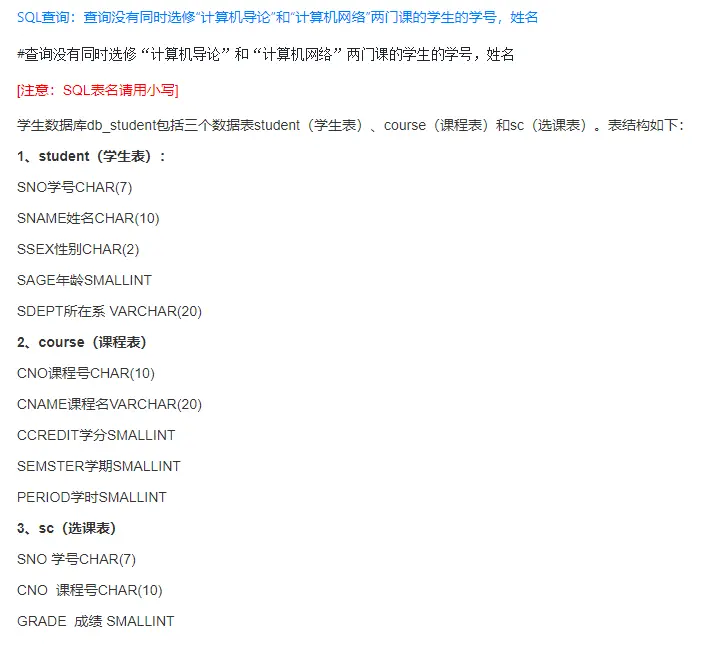 SQL查询：查询没有同时选修“计算机导论”和“计算机网络”两门课的学生的学号，姓名
#查询没有同时选修“计算机导论”和“计算机网络”两门课的学生的学号，姓名
[注意：SQL表名请用小写]
学生数据库db_student包括三个数据表student（学生表）、course（课程表）和sc（选课表）。表结构如下：
1、student（学生表）：
SNO学号CHAR(7)
SNAME姓名CHAR(10)
SSEX性别CHAR(2)
SAGE年龄SMALLINT
SDEPT所在系 VARCHAR(20)
2、course（课程表）
CNO课程号CHAR(10)
CNAME课程名VARCHAR(20)
CCREDIT学分SMALLINT
SEMSTER学期SMALLINT
PERIOD学时SMALLINT
3、sc（选课表）
SNO 学号CHAR(7)
CNO  课程号CHAR(10)
GRADE  成绩 SMALLINT